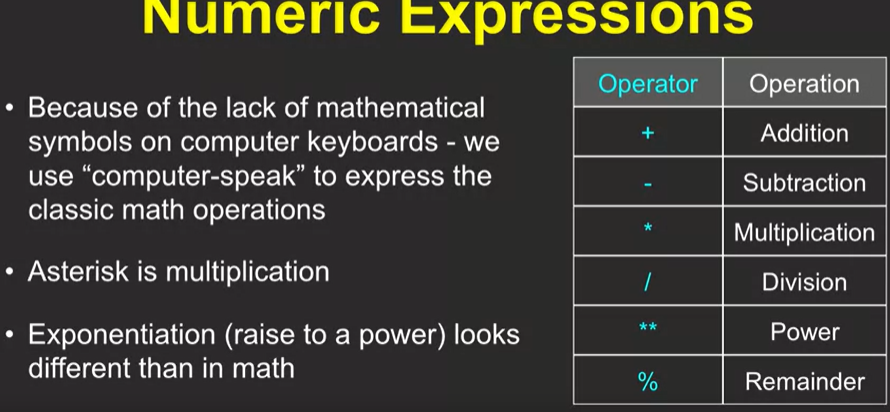 Numeric Expressions
• Because of the lack of mathematical
symbols on computer keyboards - we
use “computer-speak” to express the
classic math operations
• Asterisk is multiplication
• Exponentiation (raise to a power) looks
different than in math
Operator Operation
+ Addition
- Subtraction
* Multiplication
/ Division
** Power
% Remainder